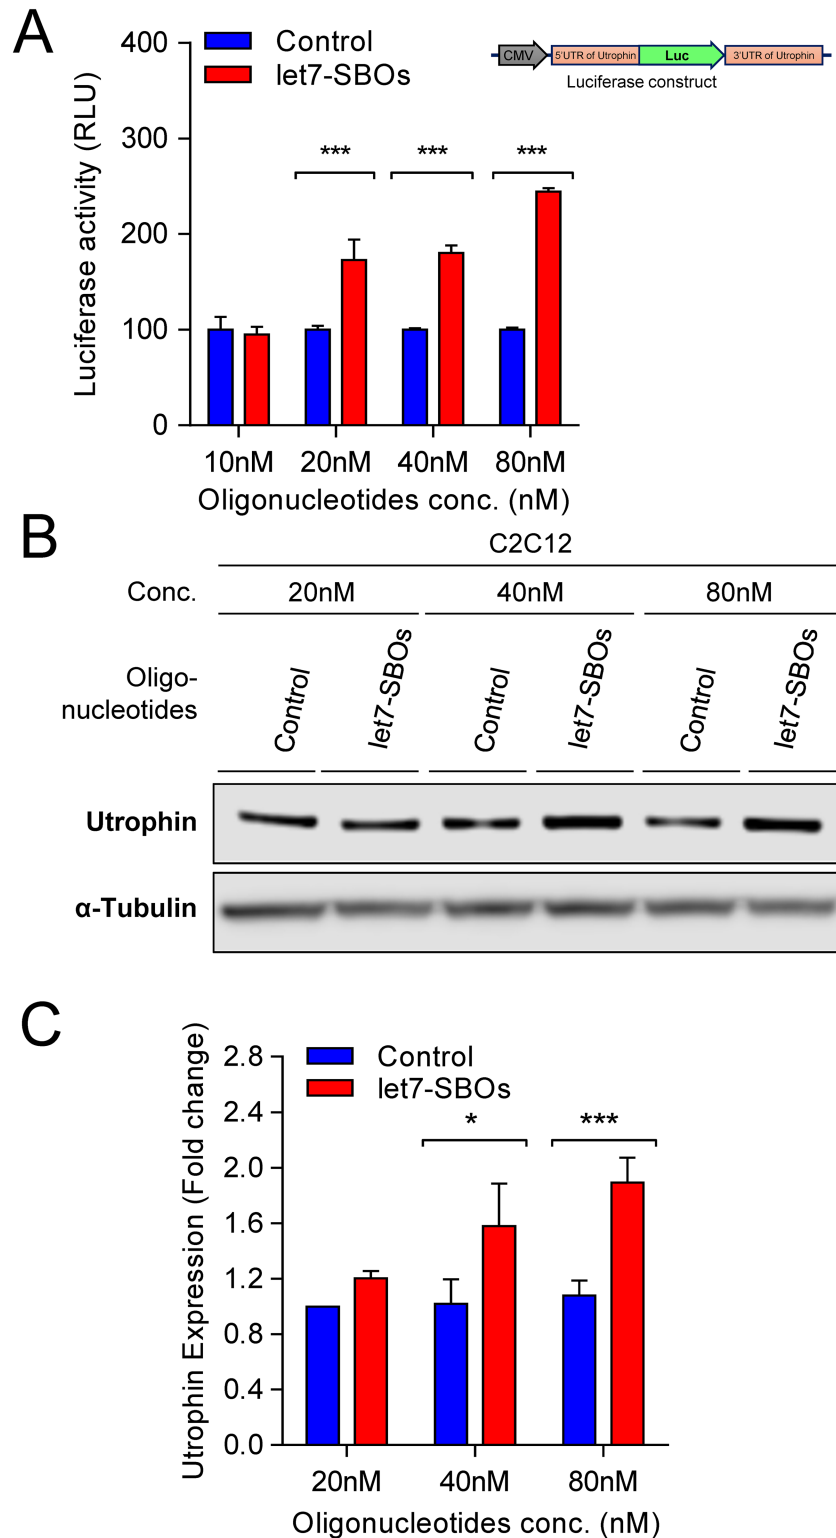 A
400
300
200
100
0
Luciferase activity (RLU)
Control
let7-SBOs
CMV
5'UTR of Utrophin
Luc
3'UTR of Utrophin
Luciferase construct
***
***
***
10nM
20nM
40nM
80nM
Oligonucleotides conc. (nM)
B
C2C12
Conc.
20nM
40nM
80nM
Oligo-
nucleotides
Control
let7-SBOs
Control
let7-SBOs
Control
let7-SBOs
Utrophin
α-Tubulin
C
2.8
2.4
2.0
1.6
1.2
0.8
0.4
0.0
Utrophin Expression (Fold change)
Control
let7-SBOs
*
***
20nM
40nM
80nM
Oligonucleotides conc. (nM)